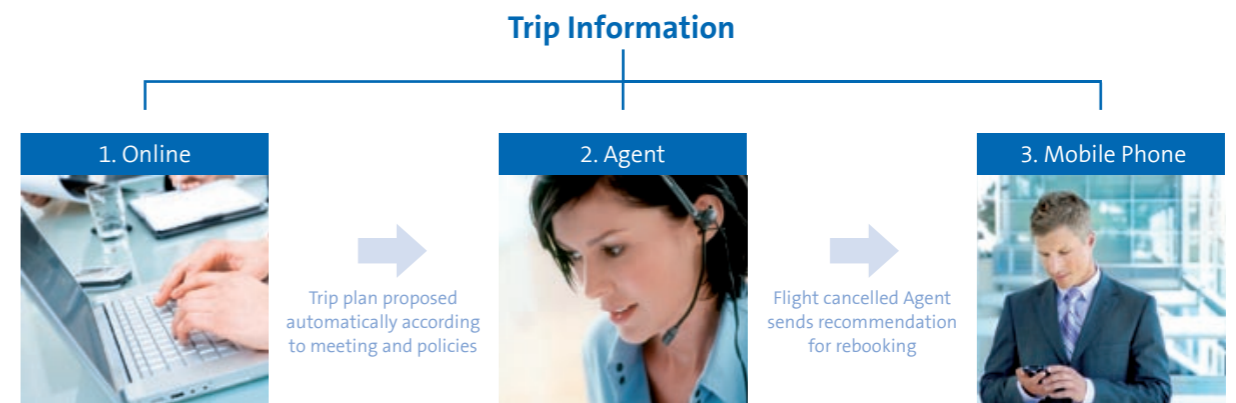 Trip Information
1. Online
2. Agent
3. Mobile Phone
Trip plan proposed
automatically according
to meeting and policies
Flight cancelled Agent
sends recommendation
for rebooking